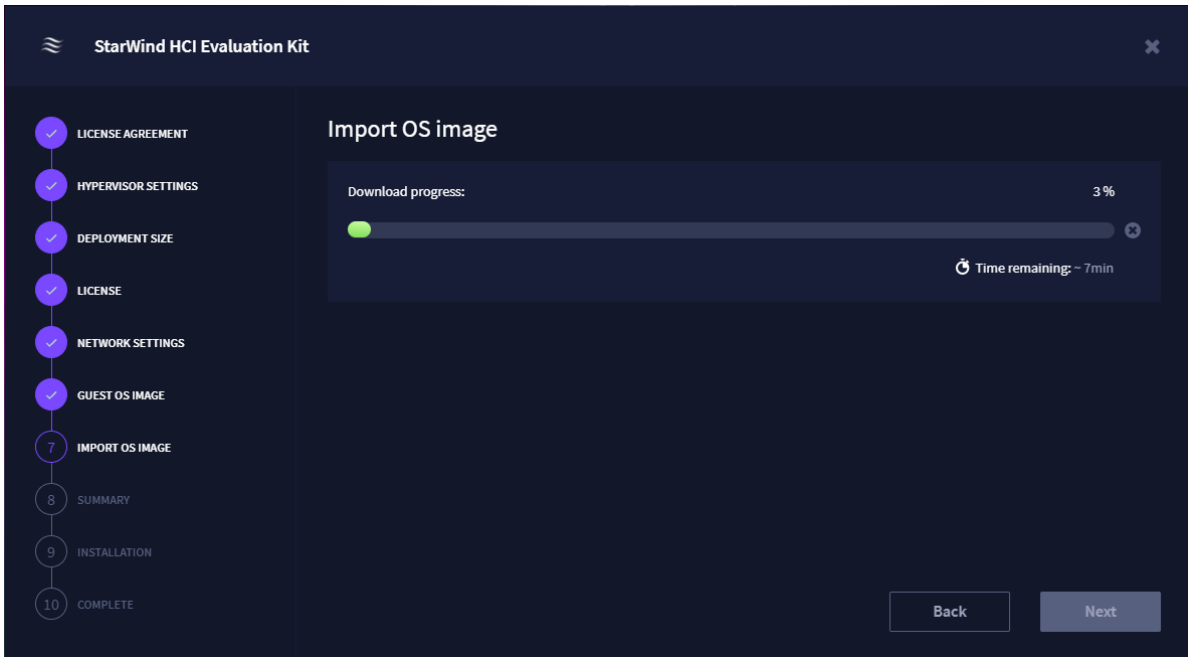 StarWind HCI Evaluation Kit
LICENSE AGREEMENT
HYPERVISOR SETTINGS
DEPLOYMENT SIZE
LICENSE
NETWORK SETTINGS
GUEST OS IMAGE
7 IMPORT OS IMAGE
8 SUMMARY
9 INSTALLATION
10 COMPLETE
Import OS image
Download progress: 3 %
Time remaining: ~ 7min
Back Next